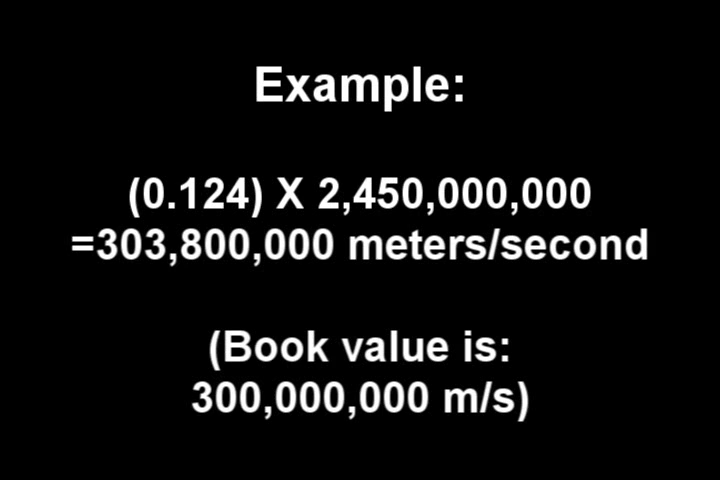 Example:
(0.124) X 2,450,000,000
=303,800,000 meters/second
(Book value is:
300,000,000 m/s)